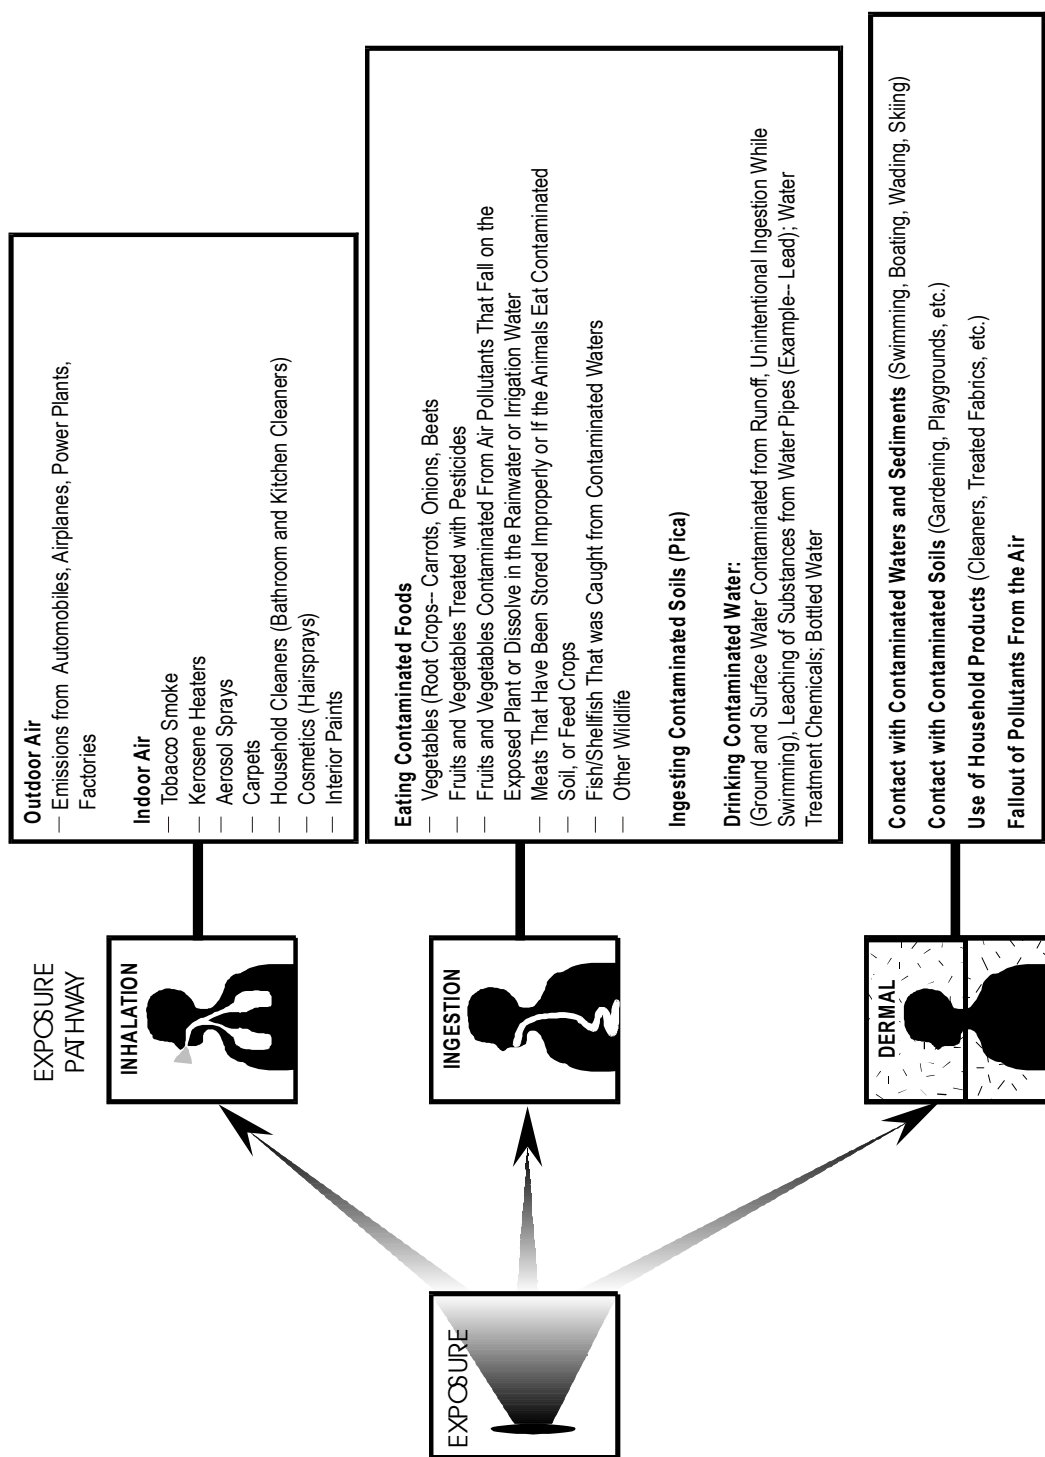 EXPOSURE
EXPOSURE
PATHWAY
INHALATION
Outdoor Air
— Emissions from Automobiles, Airplanes, Power Plants,
Factories
Indoor Air
— Tobacco Smoke
— Kerosene Heaters
— Aerosol Sprays
— Carpets
— Household Cleaners (Bathroom and Kitchen Cleaners)
— Cosmetics (Hairsprays)
— Interior Paints
INGESTION
Eating Contaminated Foods
— Vegetables (Root Crops-- Carrots, Onions, Beets
— Fruits and Vegetables Treated with Pesticides
— Fruits and Vegetables Contaminated From Air Pollutants That Fall on the
Exposed Plant or Dissolve in the Rainwater or Irrigation Water
— Meats That Have Been Stored Improperly or If the Animals Eat Contaminated
— Soil, or Feed Crops
— Fish/Shellfish That was Caught from Contaminated Waters
— Other Wildlife
Ingesting Contaminated Soils (Pica)
Drinking Contaminated Water:
(Ground and Surface Water Contaminated from Runoff, Unintentional Ingestion While
Swimming), Leaching of Substances from Water Pipes (Example-- Lead); Water
Treatment Chemicals; Bottled Water
DERMAL
Contact with Contaminated Waters and Sediments (Swimming, Boating, Wading, Skiing)
Contact with Contaminated Soils (Gardening, Playgrounds, etc.)
Use of Household Products (Cleaners, Treated Fabrics, etc.)
Fallout of Pollutants From the Air